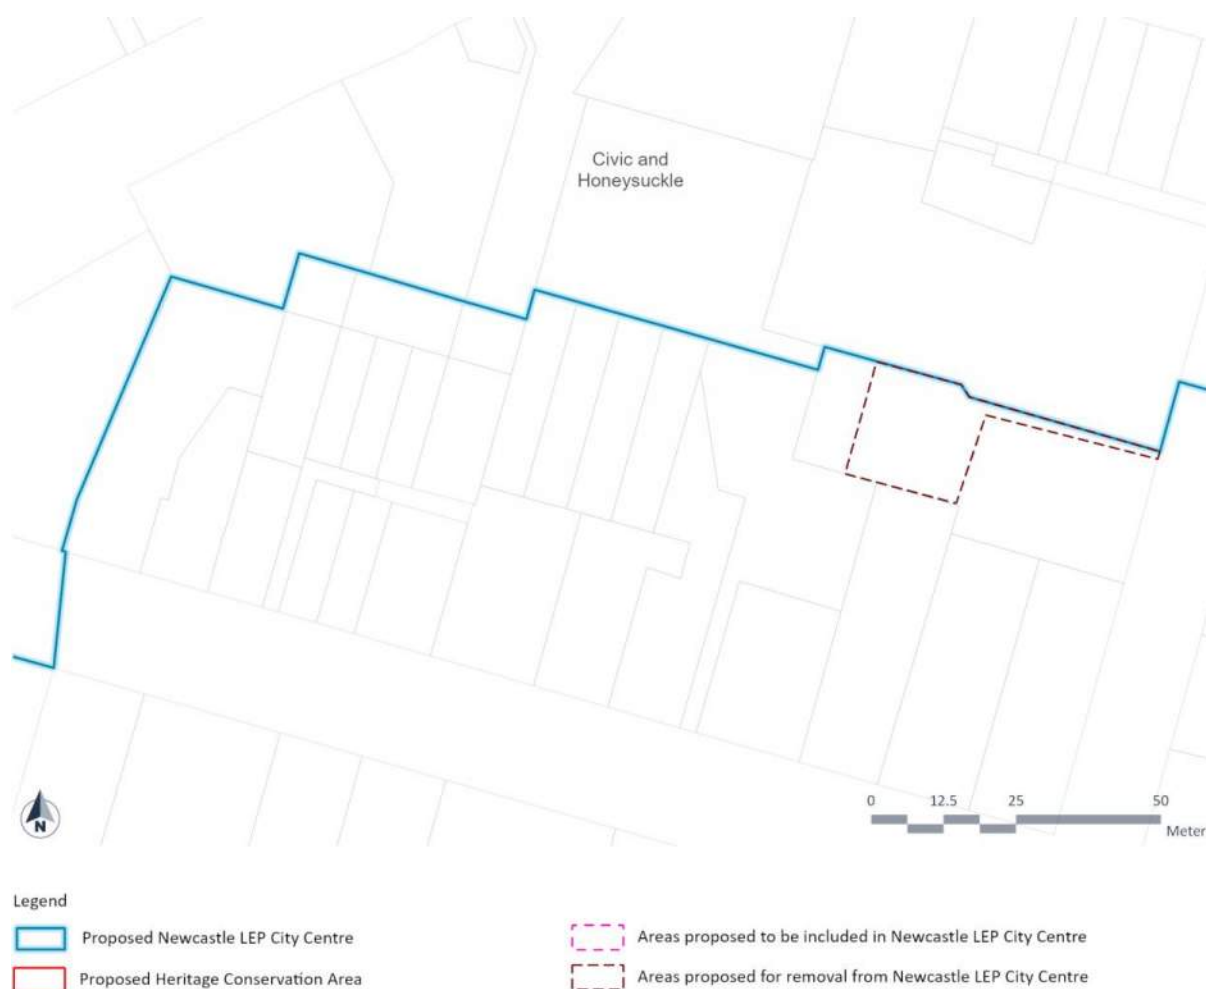 Civic and
Honeysuckle
N
0 12.5 25 50
Meter
Legend
Proposed Newcastle LEP City Centre
Areas proposed to be included in Newcastle LEP City Centre
Proposed Heritage Conservation Area
Areas proposed for removal from Newcastle LEP City Centre